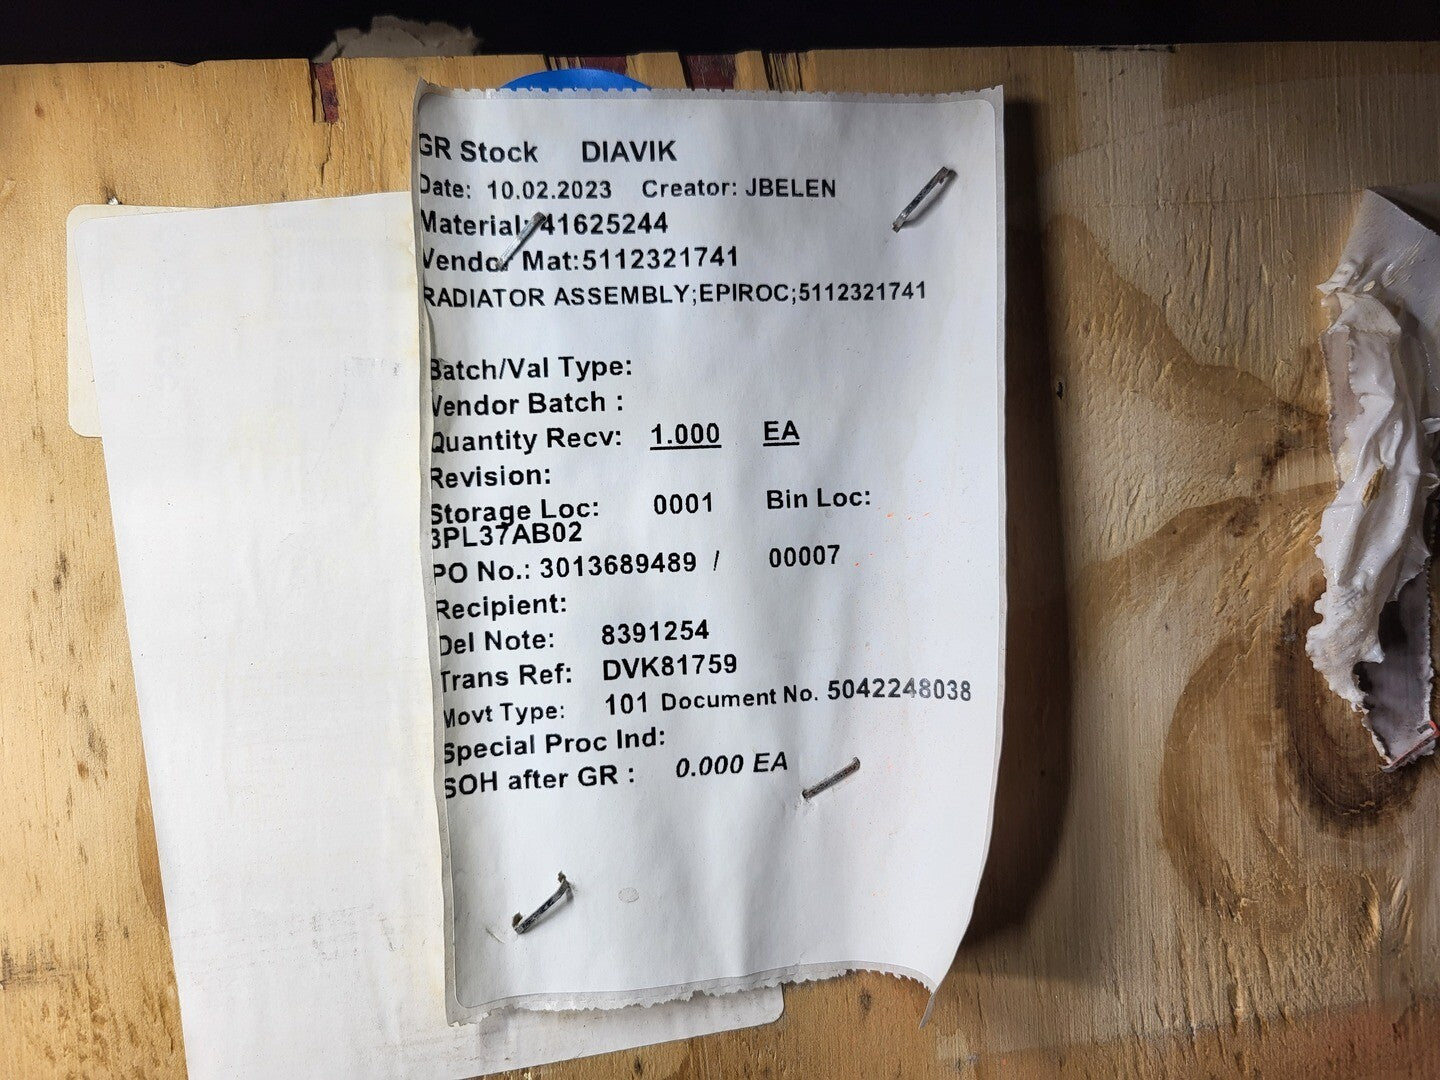 GR Stock DIAVIK
Date: 10.02.2023 Creator: JBELEN
Material: 41625244
Vendor Mat:5112321741
RADIATOR ASSEMBLY;EPIROC;5112321741
Batch/Val Type:
Vendor Batch :
Quantity Recv: 1.000 EA
Revision:
Storage Loc: 0001 Bin Loc:
3PL37AB02
PO No.: 3013689489 / 00007
Recipient:
Del Note: 8391254
Trans Ref: DVK81759
Movt Type: 101 Document No. 5042248038
Special Proc Ind:
SOH after GR : 0.000 EA